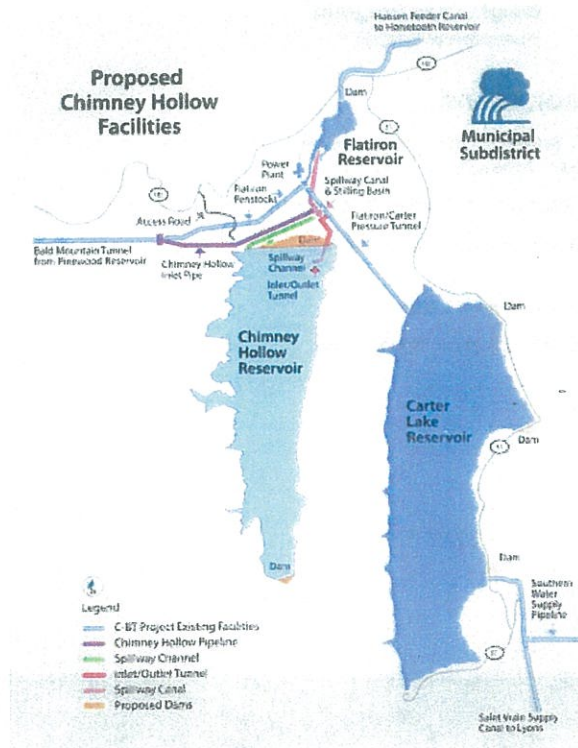 Hansen Feeder Canal
to Horsetooth Reservoir
Proposed
Chimney Hollow
Facilities
Dam
Municipal
Subdistrict
Flatiron
Reservoir
Power
Plant
Spillway Canal
& Stilling Basin
Flatiron
Penstocks
Flatiron/Carter
Pressure Tunnel
Access Road
Bald Mountain Tunnel
from Pinewood Reservoir
Chimney Hollow
Inlet Pipe
Dam
Spillway
Channel
Inlet/Outlet
Tunnel
Dam
Chimney
Hollow
Reservoir
Carter
Lake
Reservoir
Dam
Dam
Southern
Water
Supply
Pipeline
Dam
Legend
C-BT Project Existing Facilities
Chimney Hollow Pipeline
Spillway Channel
Inlet/Outlet Tunnel
Spillway Canal
Proposed Dams
Saint Vrain Supply
Canal to Lyons